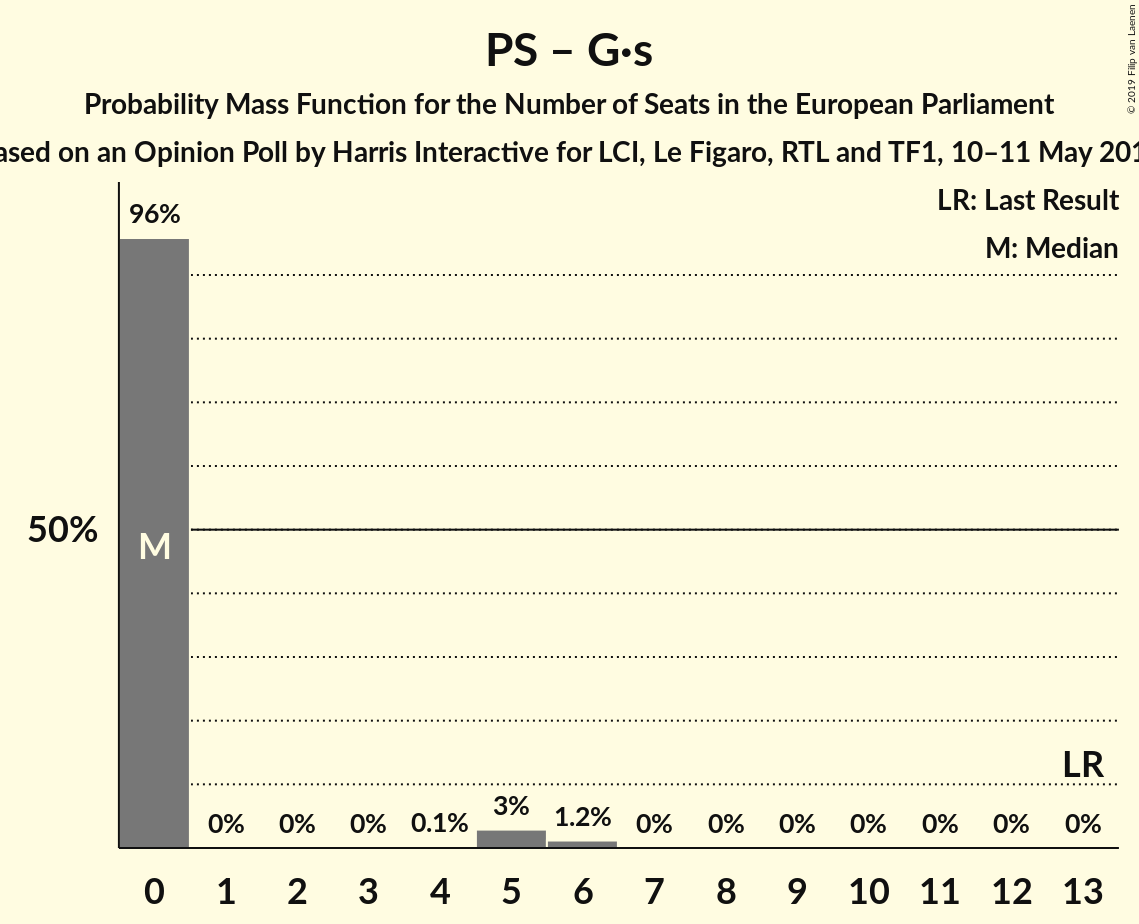 PS – G·s
Probability Mass Function for the Number of Seats in the European Parliament
ased on an Opinion Poll by Harris Interactive for LCI, Le Figaro, RTL and TF1, 10–11 May 201
© 2019 Filip van Laenen
LR: Last Result
M: Median
96%
50%
M
LR
0% 0% 0% 0.1% 3% 1.2% 0% 0% 0% 0% 0% 0% 0%
0 1 2 3 4 5 6 7 8 9 10 11 12 13